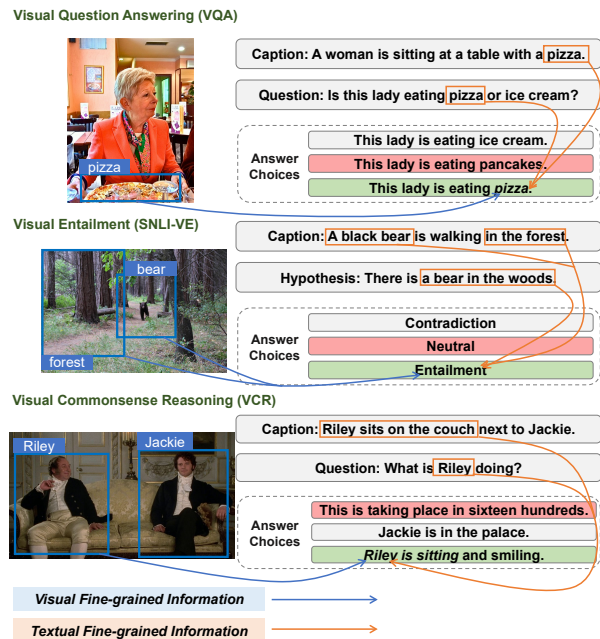 Visual Question Answering (VQA)
Caption: A woman is sitting at a table with a pizza.
Question: Is this lady eating pizza or ice cream?
Answer Choices
This lady is eating ice cream.
This lady is eating pancakes.
This lady is eating pizza.
pizza
Visual Entailment (SNLI-VE)
Caption: A black bear is walking in the forest.
Hypothesis: There is a bear in the woods
Answer Choices
Contradiction
Neutral
Entailment
bear
forest
Visual Commonsense Reasoning (VCR)
Caption: Riley sits on the couch next to Jackie.
Question: What is Riley doing?
Answer Choices
This is taking place in sixteen hundreds.
Jackie is in the palace.
Riley is sitting and smiling.
Riley
Jackie
Visual Fine-grained Information
Textual Fine-grained Information